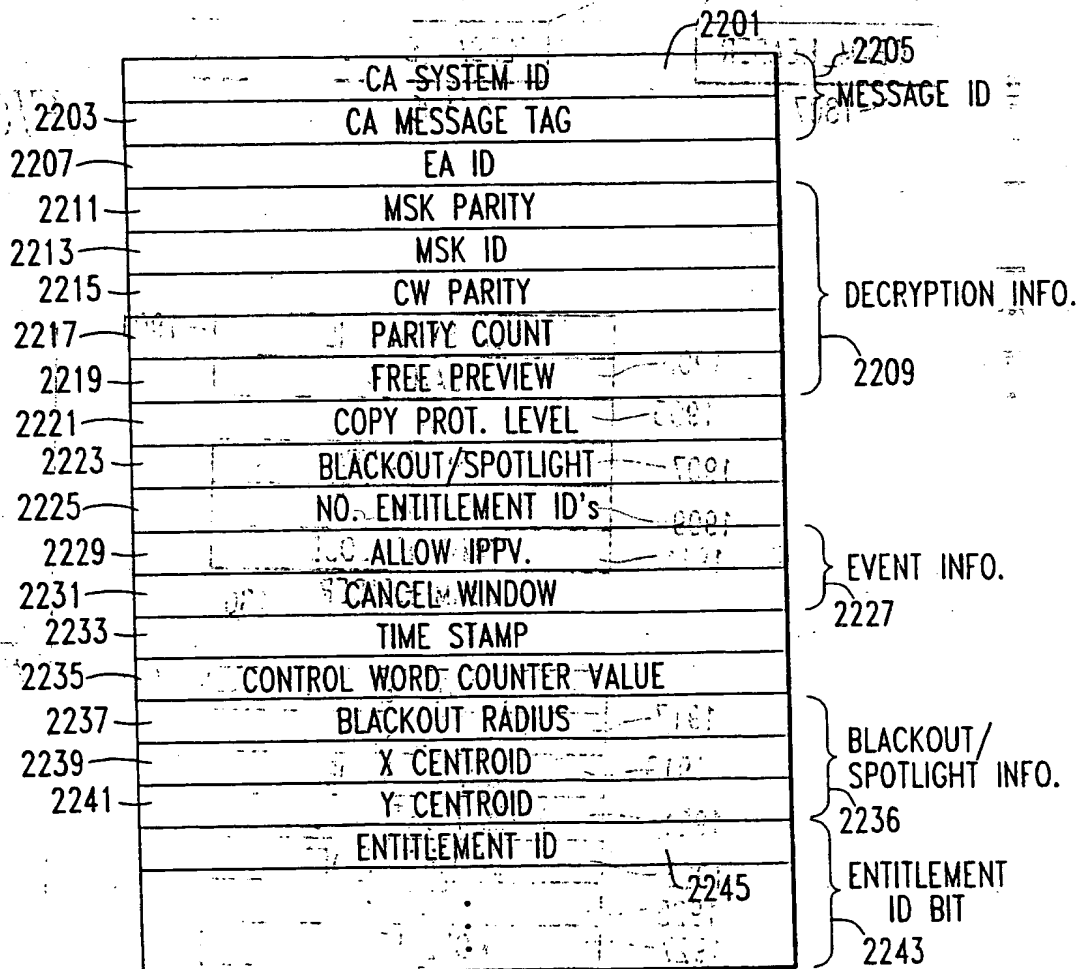 2201
CA SYSTEM ID
2205
MESSAGE ID
2203
CA MESSAGE TAG
2207
EA ID
2211
MSK PARITY
2213
MSK ID
2215
CW PARITY
DECRYPTION INFO.
2217
PARITY COUNT
2219
FREE PREVIEW
2209
2221
COPY PROT. LEVEL
2223
BLACKOUT/SPOTLIGHT
2225
NO. ENTITLEMENT ID's
2229
ALLOW IPPV.
EVENT INFO.
2231
CANCEL WINDOW
2227
2233
TIME STAMP
2235
CONTROL WORD COUNTER VALUE
2237
BLACKOUT RADIUS
BLACKOUT/
SPOTLIGHT INFO.
2239
X CENTROID
2241
Y CENTROID
2236
ENTITLEMENT ID
2245
ENTITLEMENT
ID BIT
2243